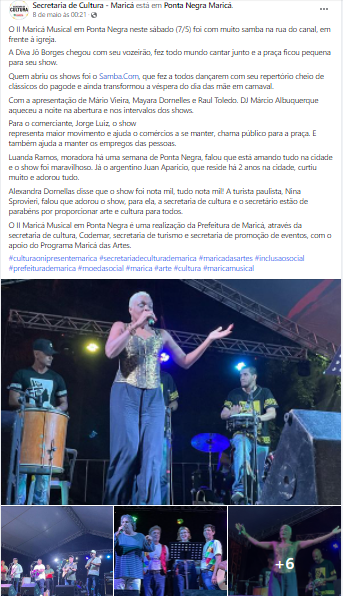 CULTURA
Secretaria de Cultura - Maricá está em Ponta Negra Maricá.
8 de maio às 00:21
O II Maricá Musical em Ponta Negra neste sábado (7/5) foi com muito samba na rua do canal, em
frente á igreja.
A Diva Jô Borges chegou com seu vozeirão, fez todo mundo cantar junto e a praça ficou pequena
para seu show.
Quem abriu os shows foi o Samba.Com, que fez a todos dançarem com seu repertório cheio de
clássicos do pagode e ainda transformou a véspera do dia das mãe em carnaval.
Com a apresentação de Mário Vieira, Mayara Dornelles e Raul Toledo. DJ Márcio Albuquerque
aqueceu a noite na abertura e nos intervalos dos shows.
Para o comerciante, Jorge Luiz, o show
representa maior movimento e ajuda o comércios a se manter, chama público para a praça. E
também ajuda a manter os empregos das pessoas.
Luanda Ramos, moradora há uma semana de Ponta Negra, falou que está amando tudo na cidade
e o show foi maravilhoso. Já o argentino Juan Aparicio, que reside há 2 anos na cidade, curtiu
muito e adorou tudo.
Alexandra Dornellas disse que o show foi nota mil, tudo nota mil! A turista paulista, Nina
Sprovieri, falou que adorou o show, para ela, a secretaria de cultura e o secretário estão de
parabéns por proporcionar arte e cultura para todos.
O II Maricá Musical em Ponta Negra é uma realização da Prefeitura de Maricá, através da
secretaria de cultura, Codemar, secretaria de turismo e secretaria de promoção de eventos, com o
apoio do Programa Maricá das Artes.
#culturaonipresentemarica #secretariadeculturademarica #maricadasartes #inclusaosocial
#prefeiturademarica #moedasocial #marica #arte #cultura #maricamusical
+6